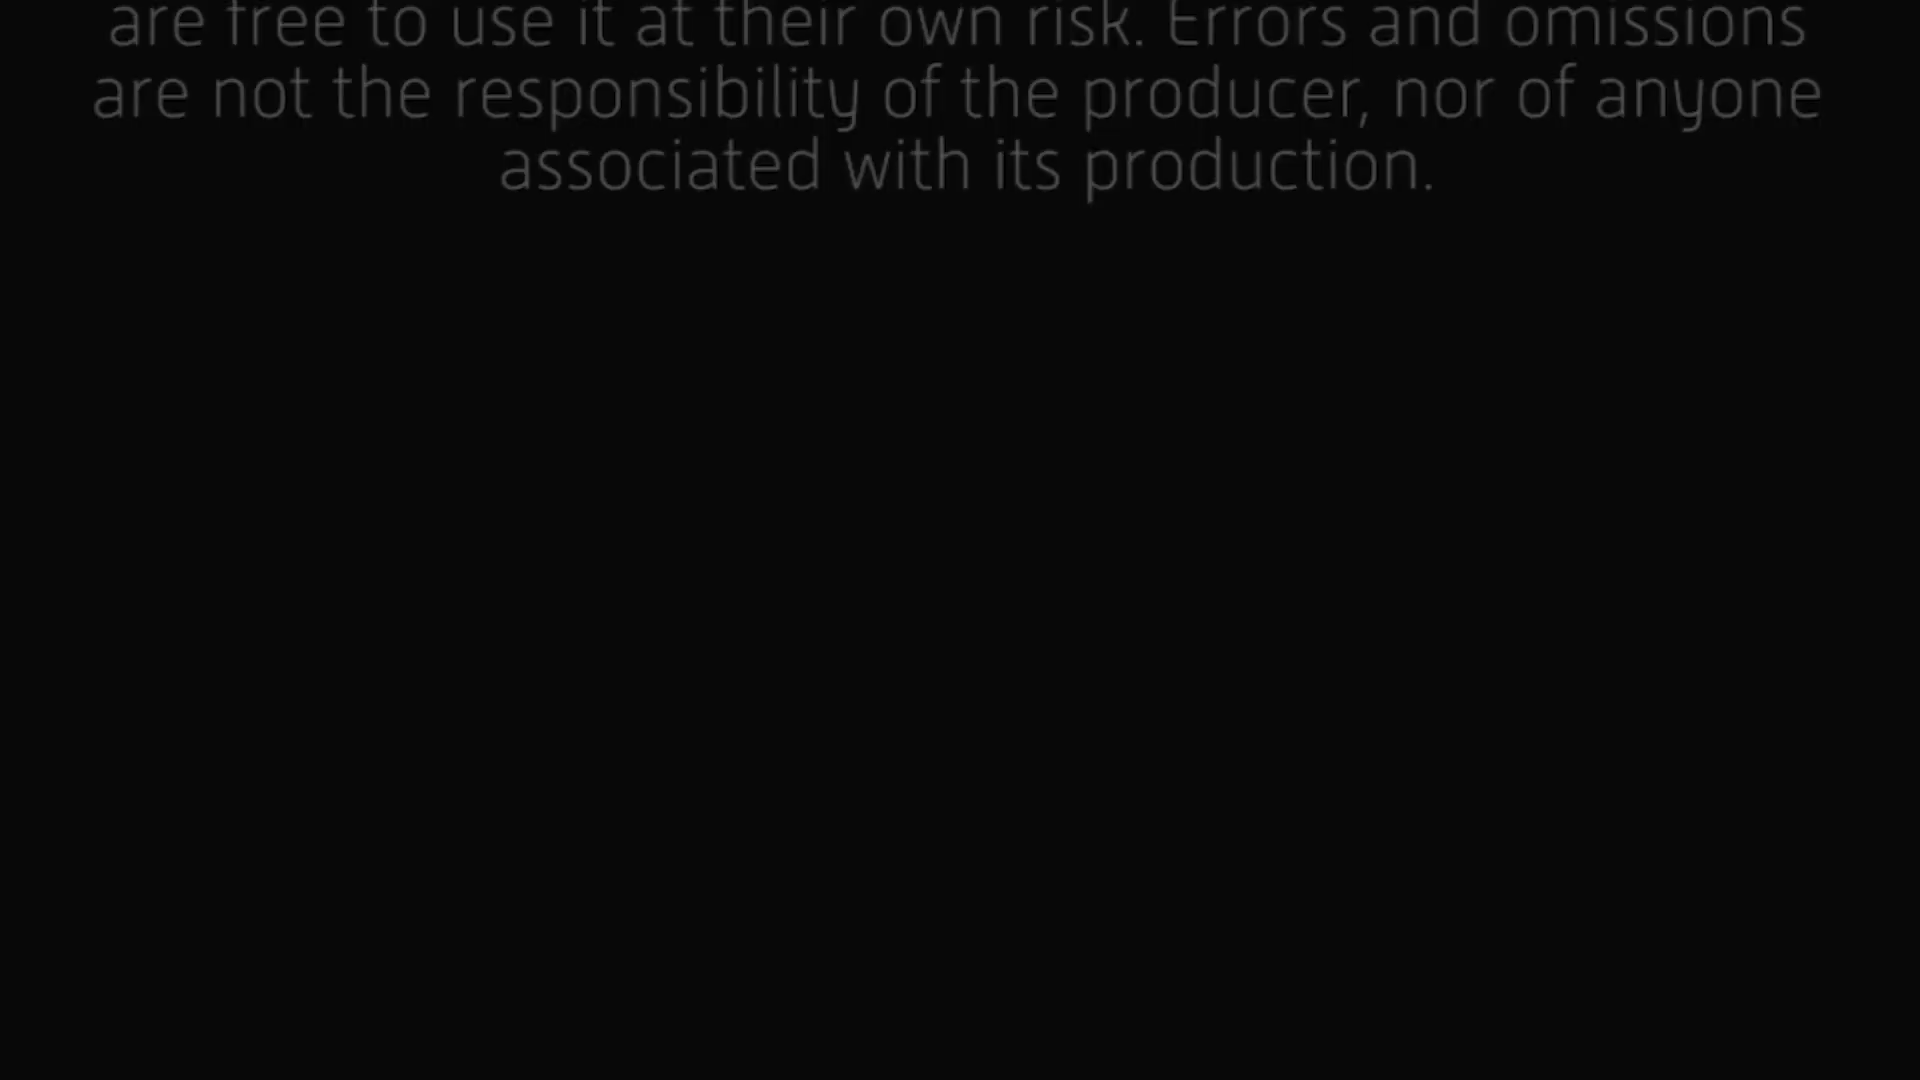 are free to use it at their own risk. Errors and omissions
are not the responsibility of the producer, nor of anyone
associated with its production.